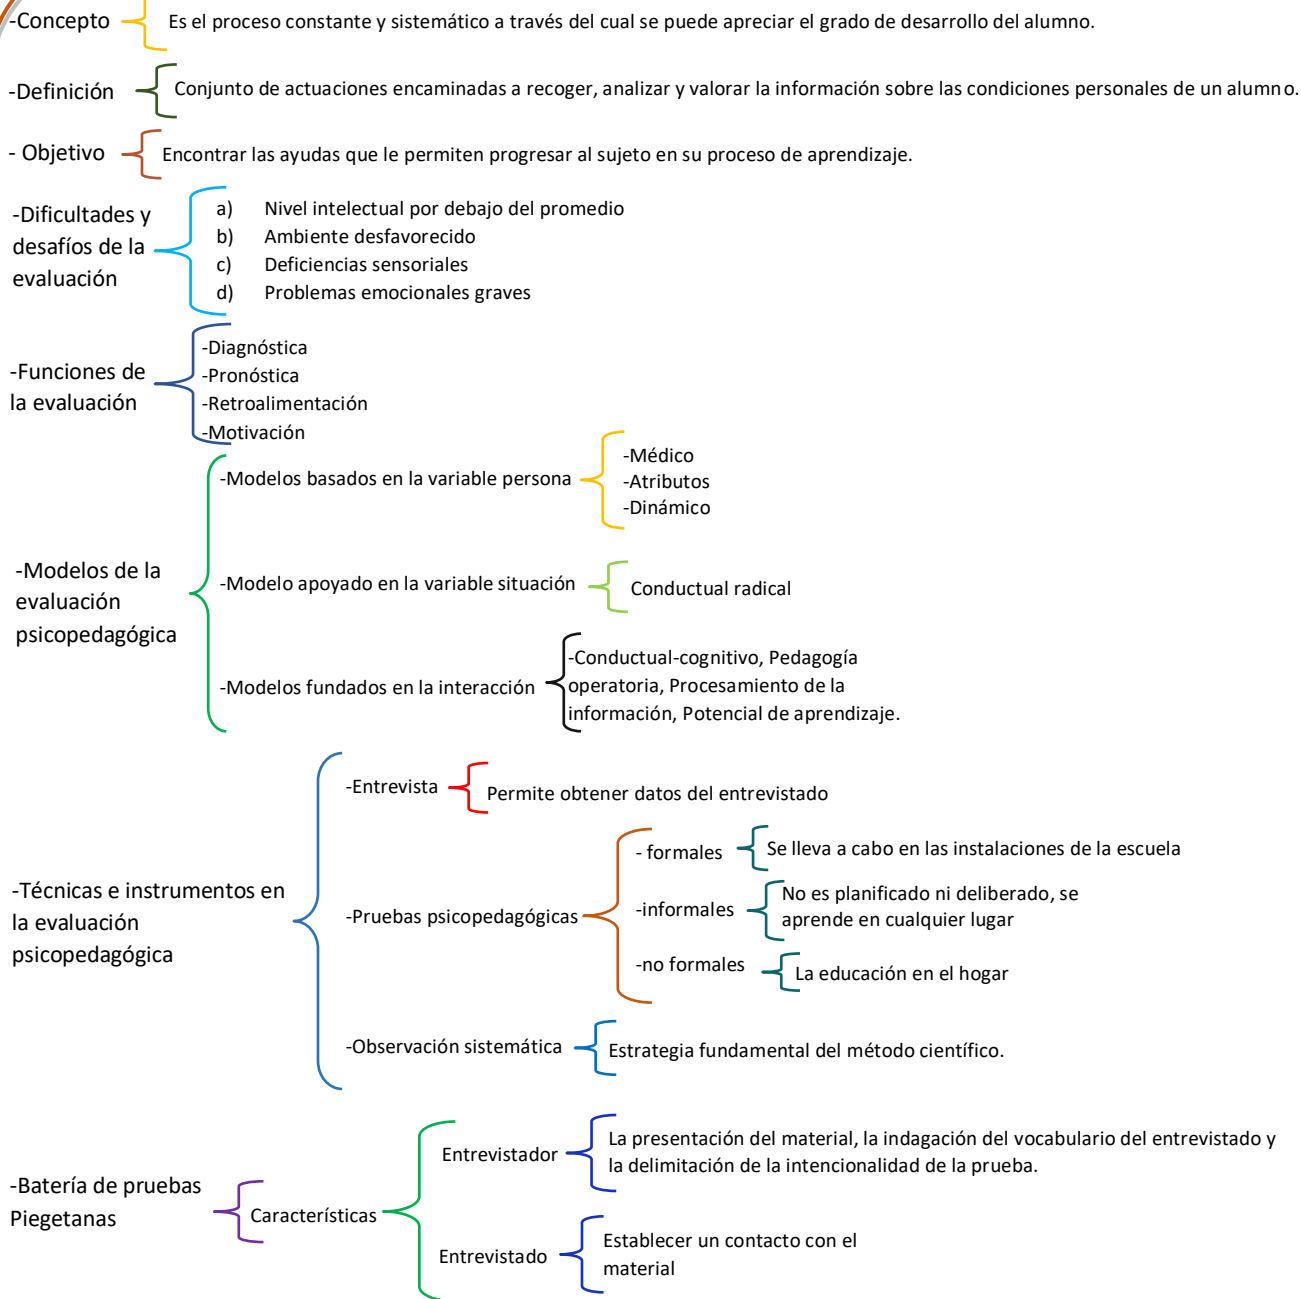 -Concepto
Es el proceso constante y sistemático a través del cual se puede apreciar el grado de desarrollo del alumno.
-Definición
Conjunto de actuaciones encaminadas a recoger, analizar y valorar la información sobre las condiciones personales de un alumno.
- Objetivo
Encontrar las ayudas que le permiten progresar al sujeto en su proceso de aprendizaje.
-Dificultades y
desafíos de la
evaluación
a) Nivel intelectual por debajo del promedio
b) Ambiente desfavorecido
c) Deficiencias sensoriales
d) Problemas emocionales graves
-Funciones de
la evaluación
-Diagnóstica
-Pronóstica
-Retroalimentación
-Motivación
-Modelos de la
evaluación
psicopedagógica
-Modelos basados en la variable persona
-Médico
-Atributos
-Dinámico
-Modelo apoyado en la variable situación
Conductual radical
-Modelos fundados en la interacción
-Conductual-cognitivo, Pedagogía
operatoria, Procesamiento de la
información, Potencial de aprendizaje.
-Técnicas e instrumentos en
la evaluación
psicopedagógica
-Entrevista
Permite obtener datos del entrevistado
-Pruebas psicopedagógicas
- formales
Se lleva a cabo en las instalaciones de la escuela
-informales
No es planificado ni deliberado, se
aprende en cualquier lugar
-no formales
La educación en el hogar
-Observación sistemática
Estrategia fundamental del método científico.
-Batería de pruebas
Piegetanas
Características
Entrevistador
La presentación del material, la indagación del vocabulario del entrevistado y
la delimitación de la intencionalidad de la prueba.
Entrevistado
Establecer un contacto con el
material